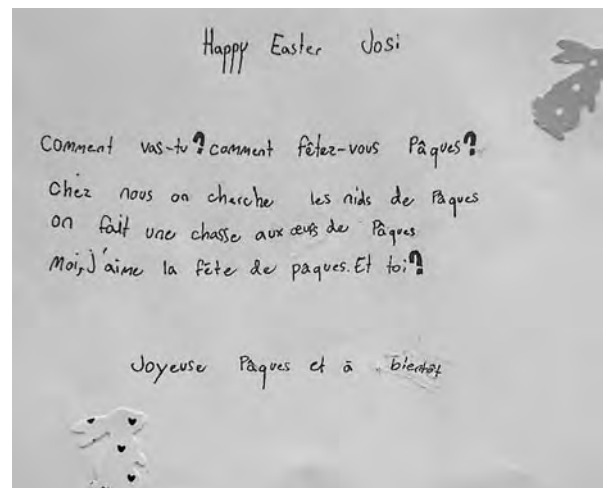 Happy Easter Josi
Comment vas-tu? comment fêtez-vous Pâques?
Chez nous on cherche les nids de Pâques
on fait une chasse aux œufs de Pâques
Moi, J'aime la fête de paques. Et toi?
Joyeuse Pâques et à bientôt